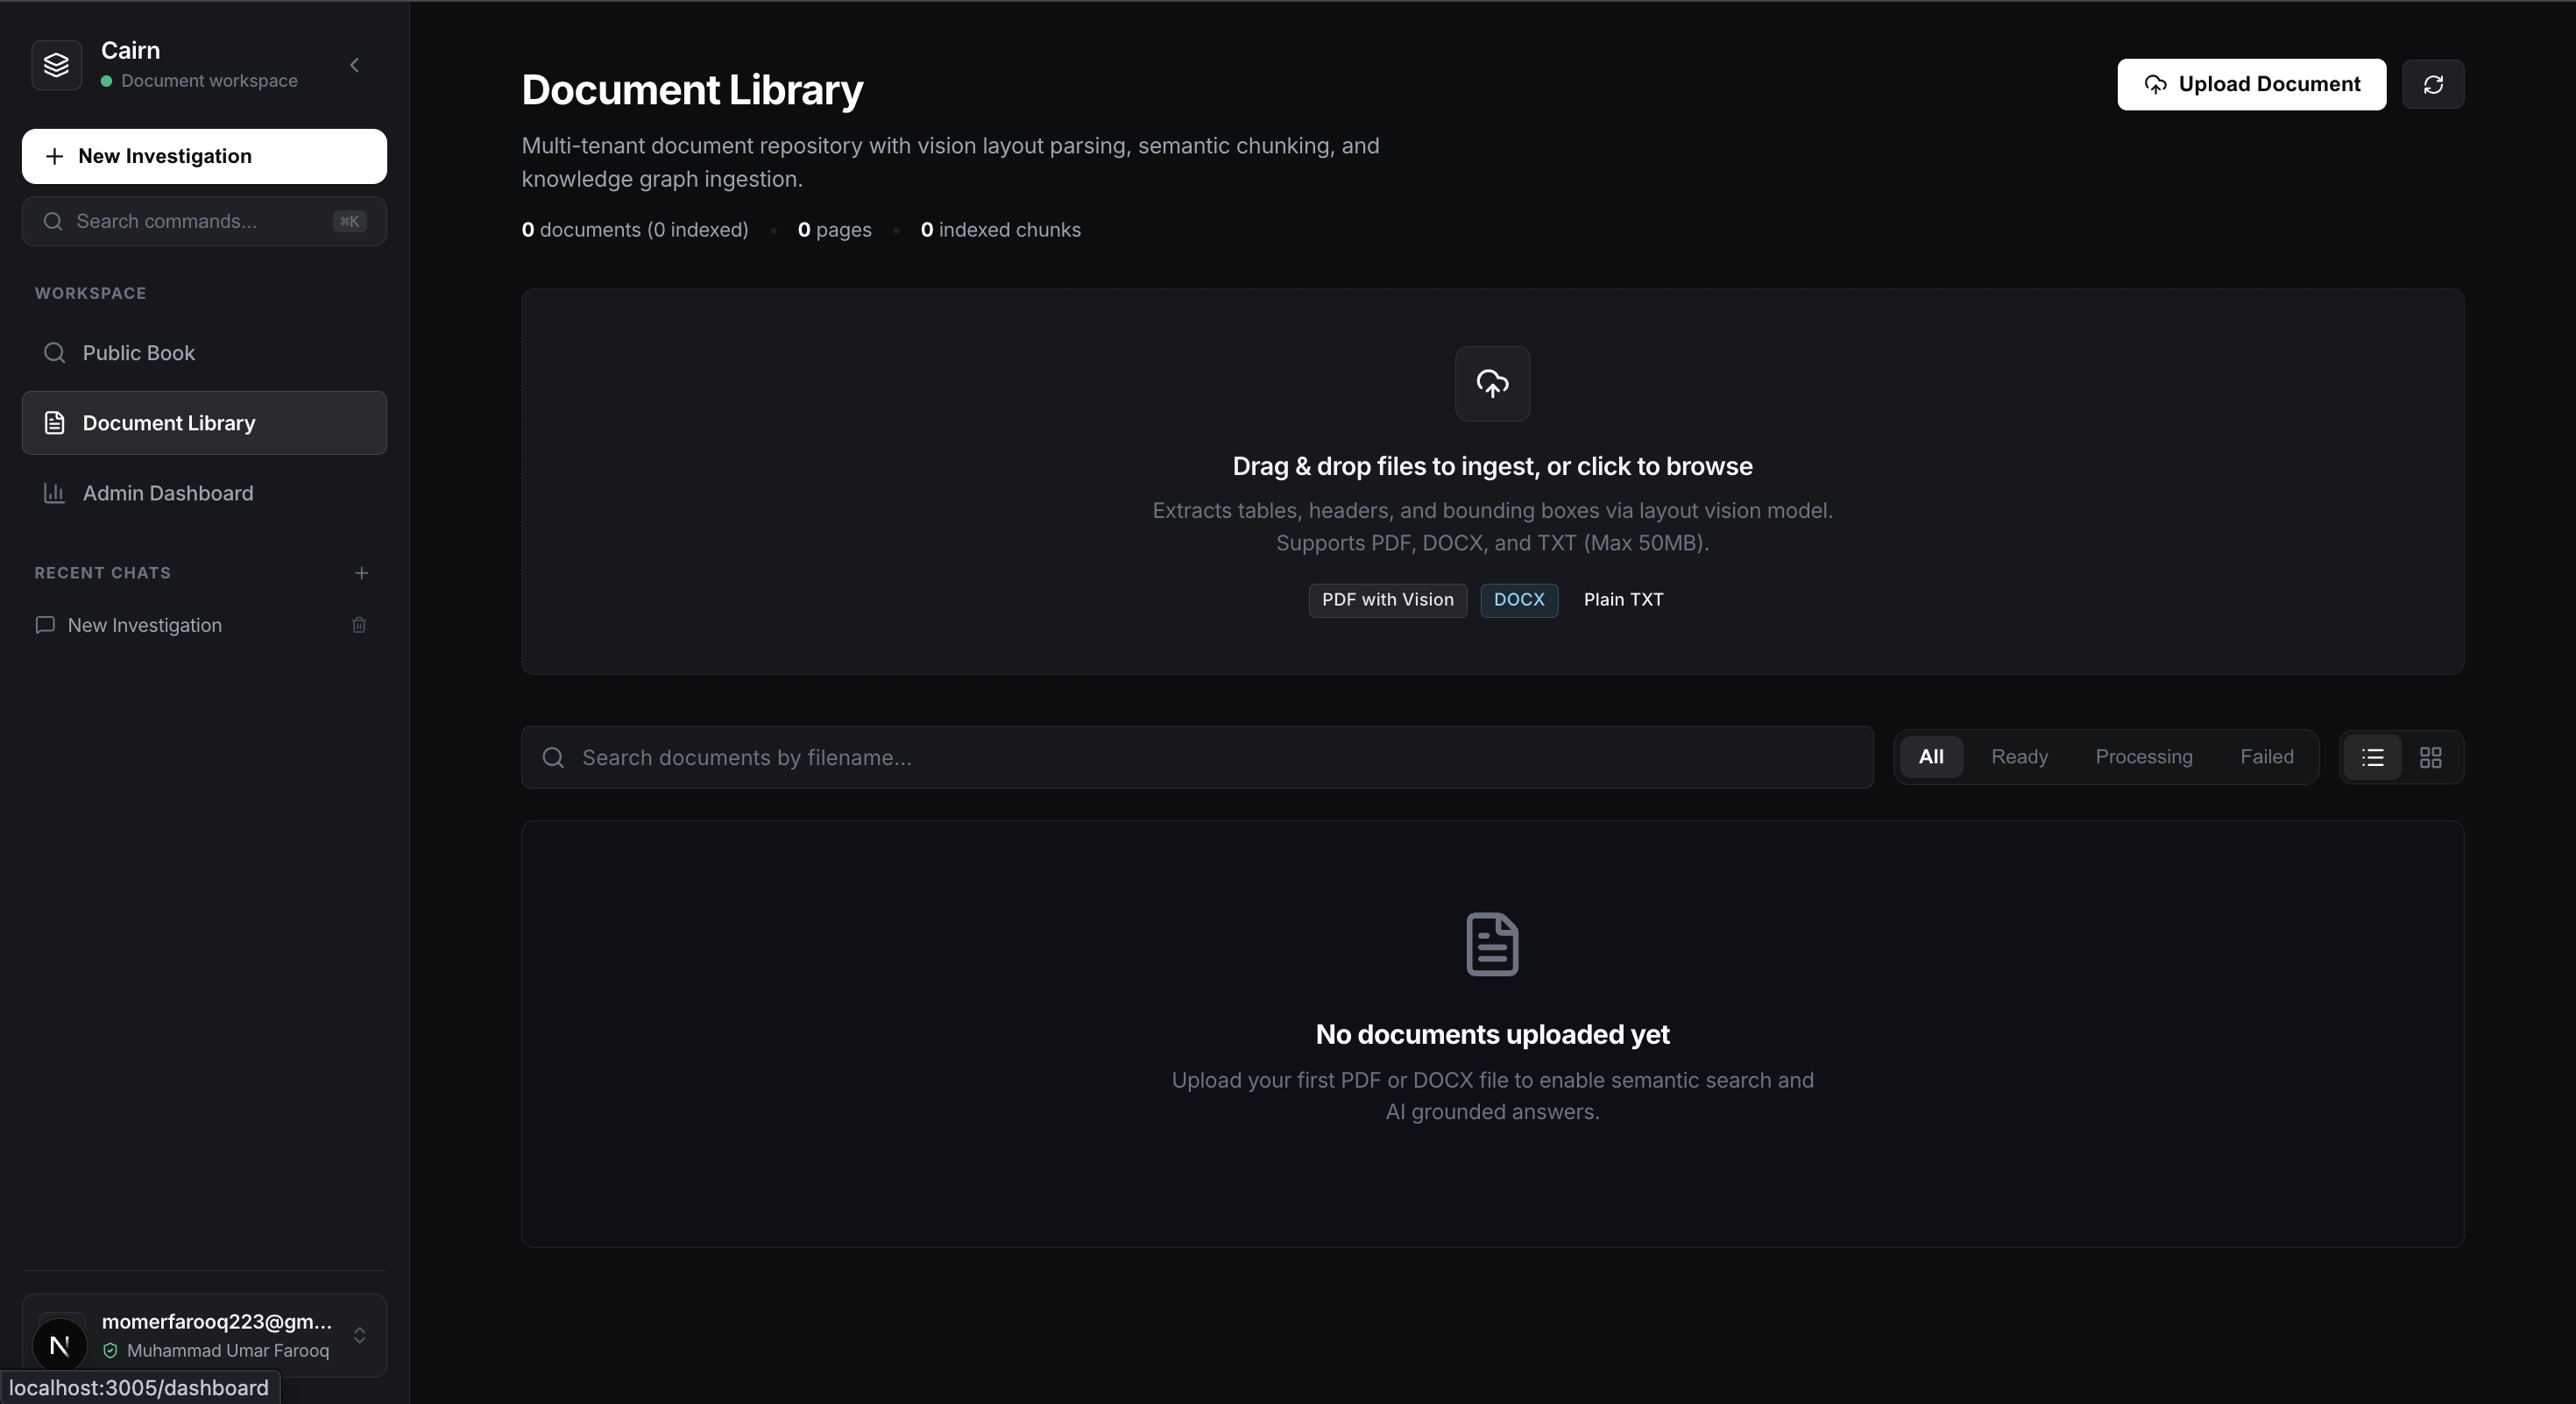 Cairn
Document workspace
New Investigation
Search commands... ⌘K
WORKSPACE
Public Book
Document Library
Admin Dashboard
RECENT CHATS
New Investigation
momerfarooq223@gm...
Muhammad Umar Farooq
N
localhost:3005/dashboard
Document Library
Upload Document
Multi-tenant document repository with vision layout parsing, semantic chunking, and
knowledge graph ingestion.
0 documents (0 indexed) • 0 pages • 0 indexed chunks
Drag & drop files to ingest, or click to browse
Extracts tables, headers, and bounding boxes via layout vision model.
Supports PDF, DOCX, and TXT (Max 50MB).
PDF with Vision DOCX Plain TXT
Search documents by filename...
All Ready Processing Failed
No documents uploaded yet
Upload your first PDF or DOCX file to enable semantic search and
AI grounded answers.